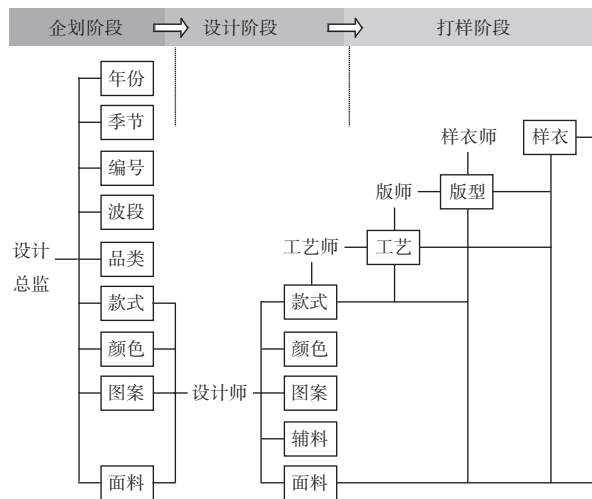 企划阶段 设计阶段 打样阶段
年份
季节
样衣师 样衣
编号
版师 版型
波段
设计 品类 工艺师 工艺
总监
款式 款式
颜色 颜色
图案 设计师 图案
辅料
面料 面料